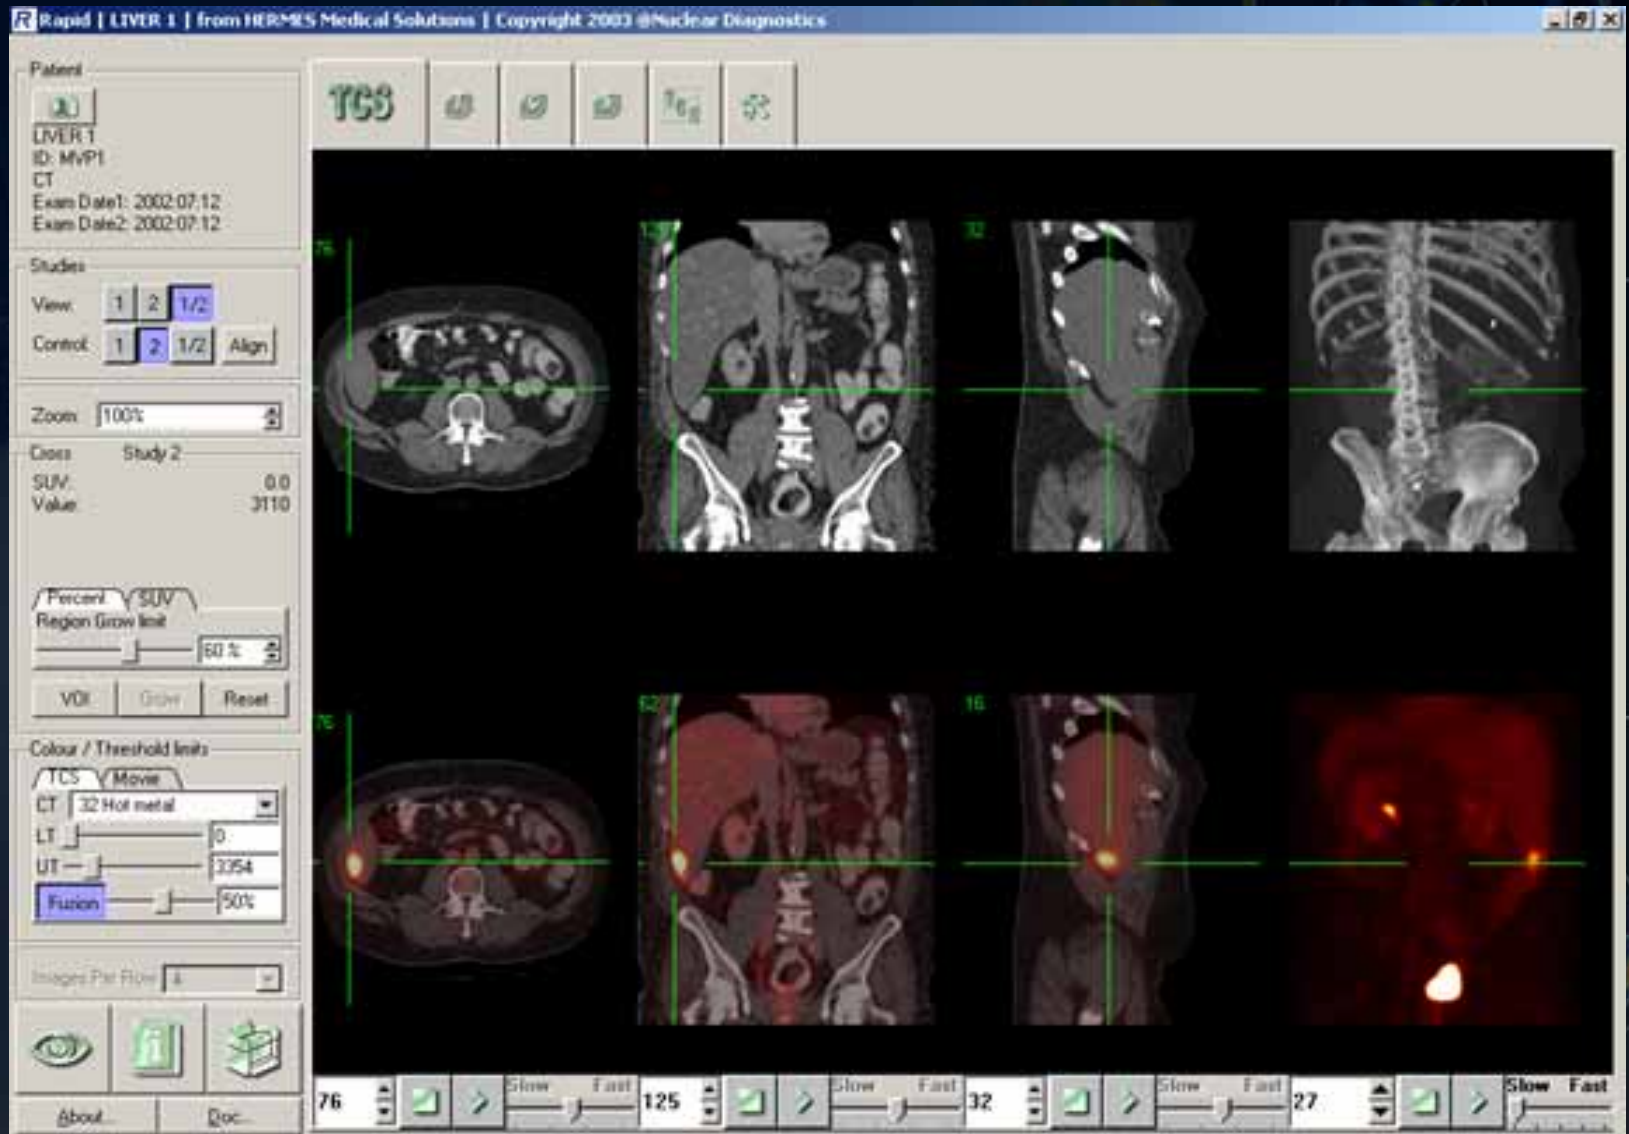 Rapid | LIVER 1 | from HERMES Medical Solutions | Copyright 2003 @Nuclear Diagnostics
Patient
LIVER 1
ID: MVP1
CT
Exam Date1: 2002:07:12
Exam Date2: 2002:07:12
Studies
View: 1 2 1/2
Control: 1 2 1/2 Align
Zoom: 100%
Cross Study 2
SUV: 0.0
Value: 3110
Percent SUV
Region Grow limit
60 %
VOI Grow Reset
Colour / Threshold limits
TCS Movie
CT 32 Hot metal
LT 0
UT 3354
Fusion 50%
Images Per Row 4
About... Doc...
TCS
TCS
76 125 32
76 62 16
76 Slow Fast 125 Slow Fast 32 Slow Fast 27 Slow Fast